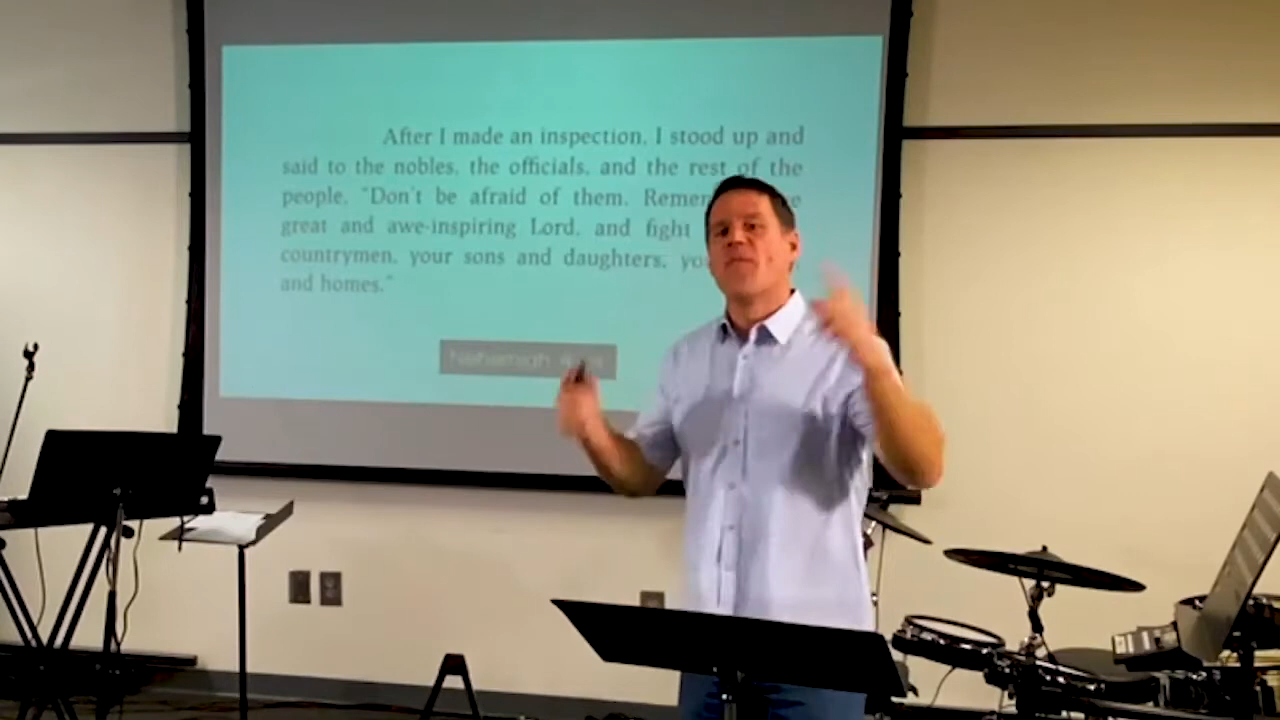 After I made an inspection, I stood up and
said to the nobles, the officials, and the rest of the
people, "Don't be afraid of them. Remem
great and awe-inspiring Lord, and fight
countrymen, your sons and daughters,
and homes."
Nehemiah